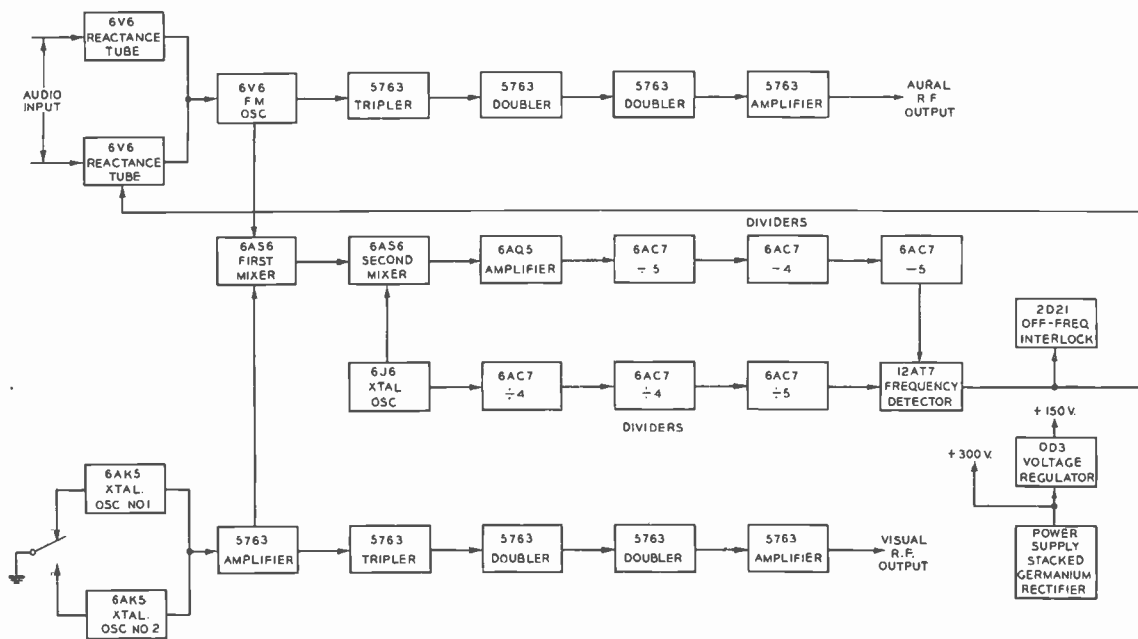 6V6
REACTANCE
TUBE
AUDIO
INPUT
6V6
REACTANCE
TUBE
6V6
FM
OSC
5763
TRIPLER
5763
DOUBLER
5763
DOUBLER
5763
AMPLIFIER
AURAL
R F
OUTPUT
DIVIDERS
6AS6
FIRST
MIXER
6AS6
SECOND
MIXER
6AQ5
AMPLIFIER
6AC7
÷ 5
6AC7
- 4
6AC7
- 5
2D21
OFF-FREQ
INTERLOCK
6J6
XTAL
OSC
6AC7
÷4
6AC7
÷4
6AC7
÷5
12AT7
FREQUENCY
DETECTOR
DIVIDERS
+ 150 V.
+ 300 V.
OD3
VOLTAGE
REGULATOR
POWER
SUPPLY
STACKED
GERMANIUM
RECTIFIER
6AK5
XTAL.
OSC NO1
5763
AMPLIFIER
5763
TRIPLER
5763
DOUBLER
5763
DOUBLER
5763
AMPLIFIER
VISUAL
R.F.
OUTPUT
6AK5
XTAL.
OSC NO 2